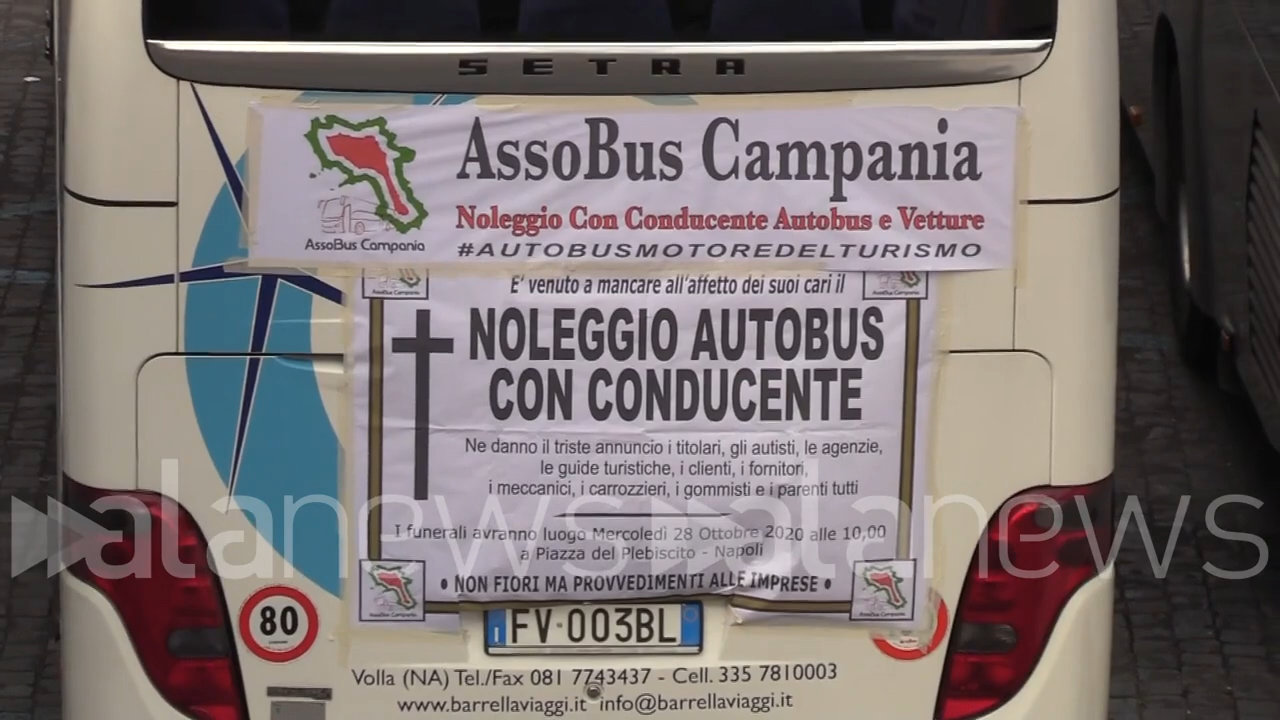 SETRA
AssoBus Campania
Noleggio Con Conducente Autobus e Vetture
#AUTOBUSMOTOREDELTURISMO
AssoBus Campania
E' venuto a mancare all'affetto dei suoi cari il
NOLEGGIO AUTOBUS
CON CONDUCENTE
Ne danno il triste annuncio i titolari, gli autisti, le agenzie,
le guide turistiche, i clienti, i fornitori,
i meccanici, i carrozzieri, i gommisti e i parenti tutti
I funerali avranno luogo Mercoledì 28 Ottobre 2020 alle 10,00
a Piazza del Plebiscito - Napoli
• NON FIORI MA PROVVEDIMENTI ALLE IMPRESE •
alanews alanews
80
I FV 003BL
Volla (NA) Tel./Fax 081 7743437 - Cell. 335 7810003
www.barrellaviaggi.it info@barrellaviaggi.it